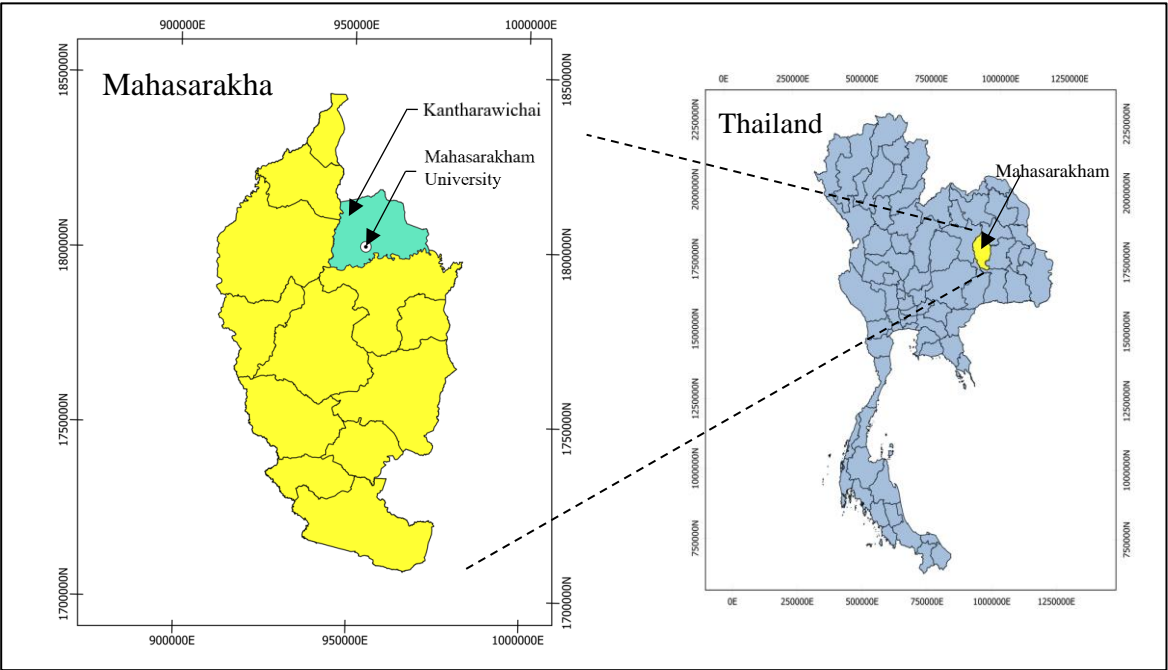 900000E
950000E
1000000E
Mahasarakha
Kantharawichai
Mahasarakham
University
1850000N
1800000N
1750000N
1700000N
1850000N
1800000N
1750000N
1700000N
900000E
950000E
1000000E
0E
250000E
500000E
750000E
1000000E
1250000E
Thailand
Mahasarakham
2250000N
2000000N
1750000N
1500000N
1250000N
1000000N
750000N
2250000N
2000000N
1750000N
1500000N
1250000N
1000000N
750000N
0E
250000E
500000E
750000E
1000000E
1250000E